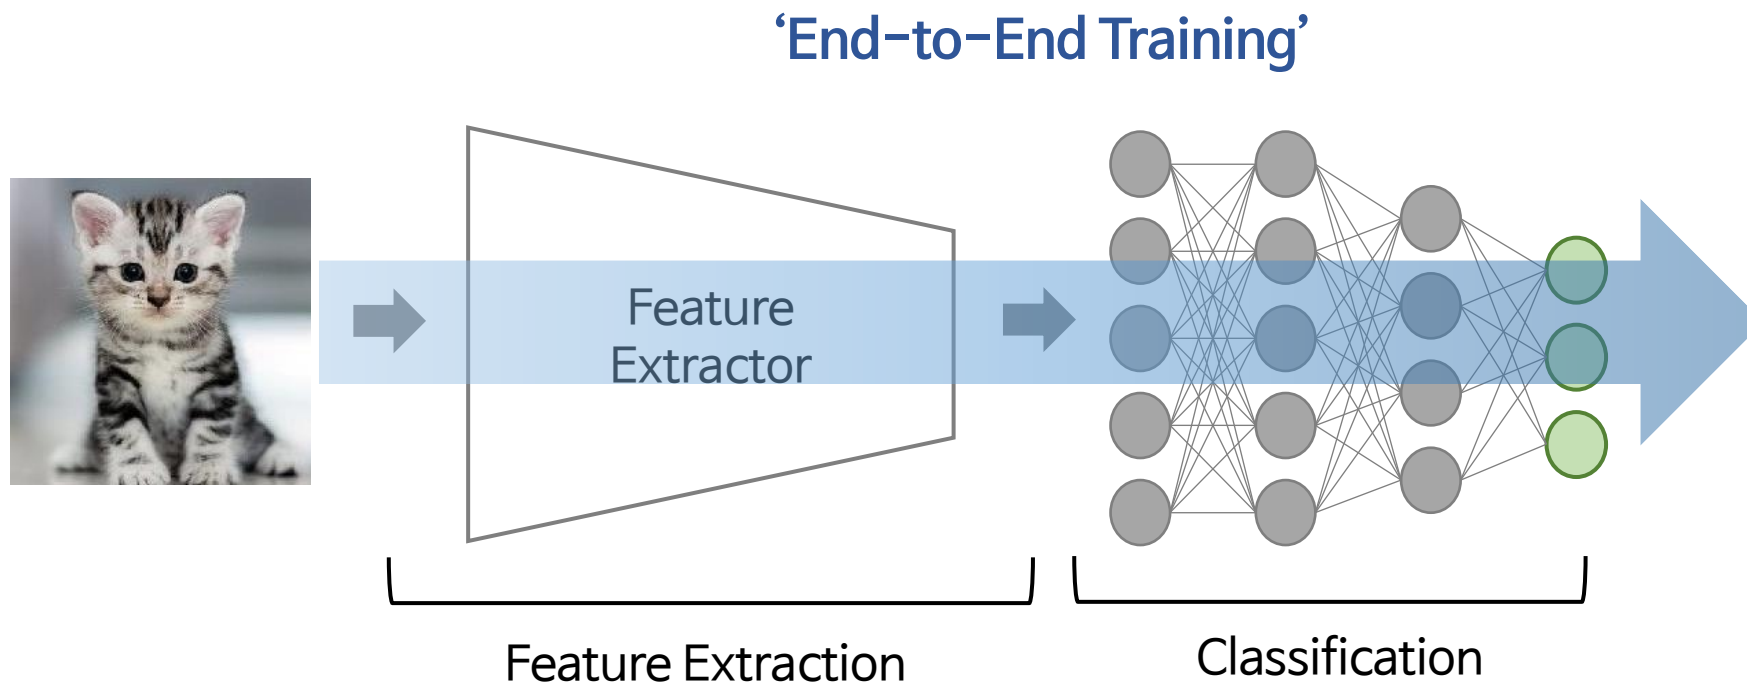 ‘End-to-End Training’
Feature
Extractor
Feature Extraction
Classification